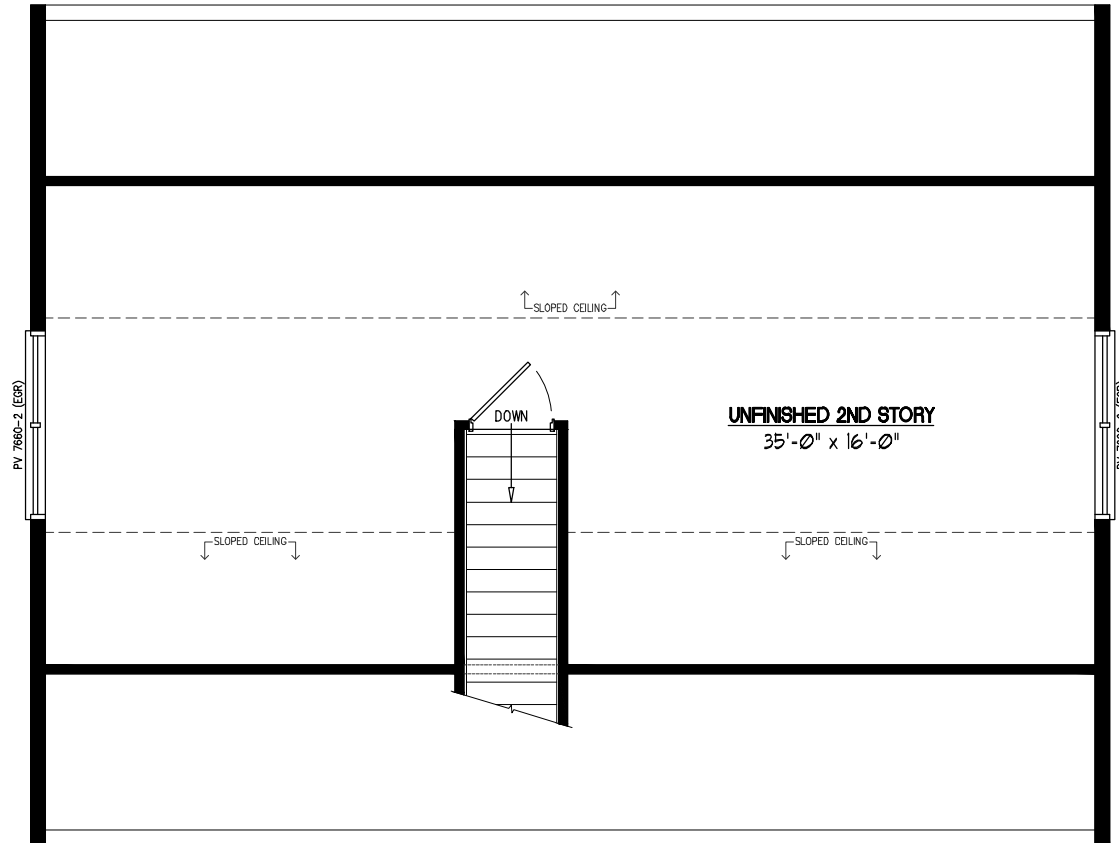 SLOPED CEILING
PV 7660-2 (EGR)
DOWN
UNFINISHED 2ND STORY
35'-0" x 16'-0"
SLOPED CEILING
SLOPED CEILING